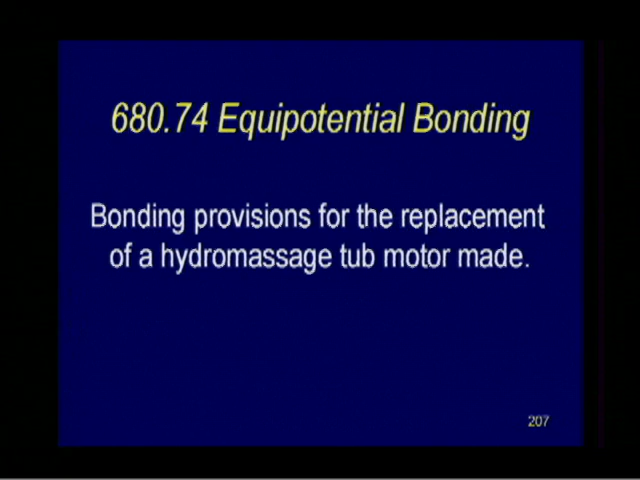 680.74 Equipotential Bonding
Bonding provisions for the replacement
of a hydromassage tub motor made.
207